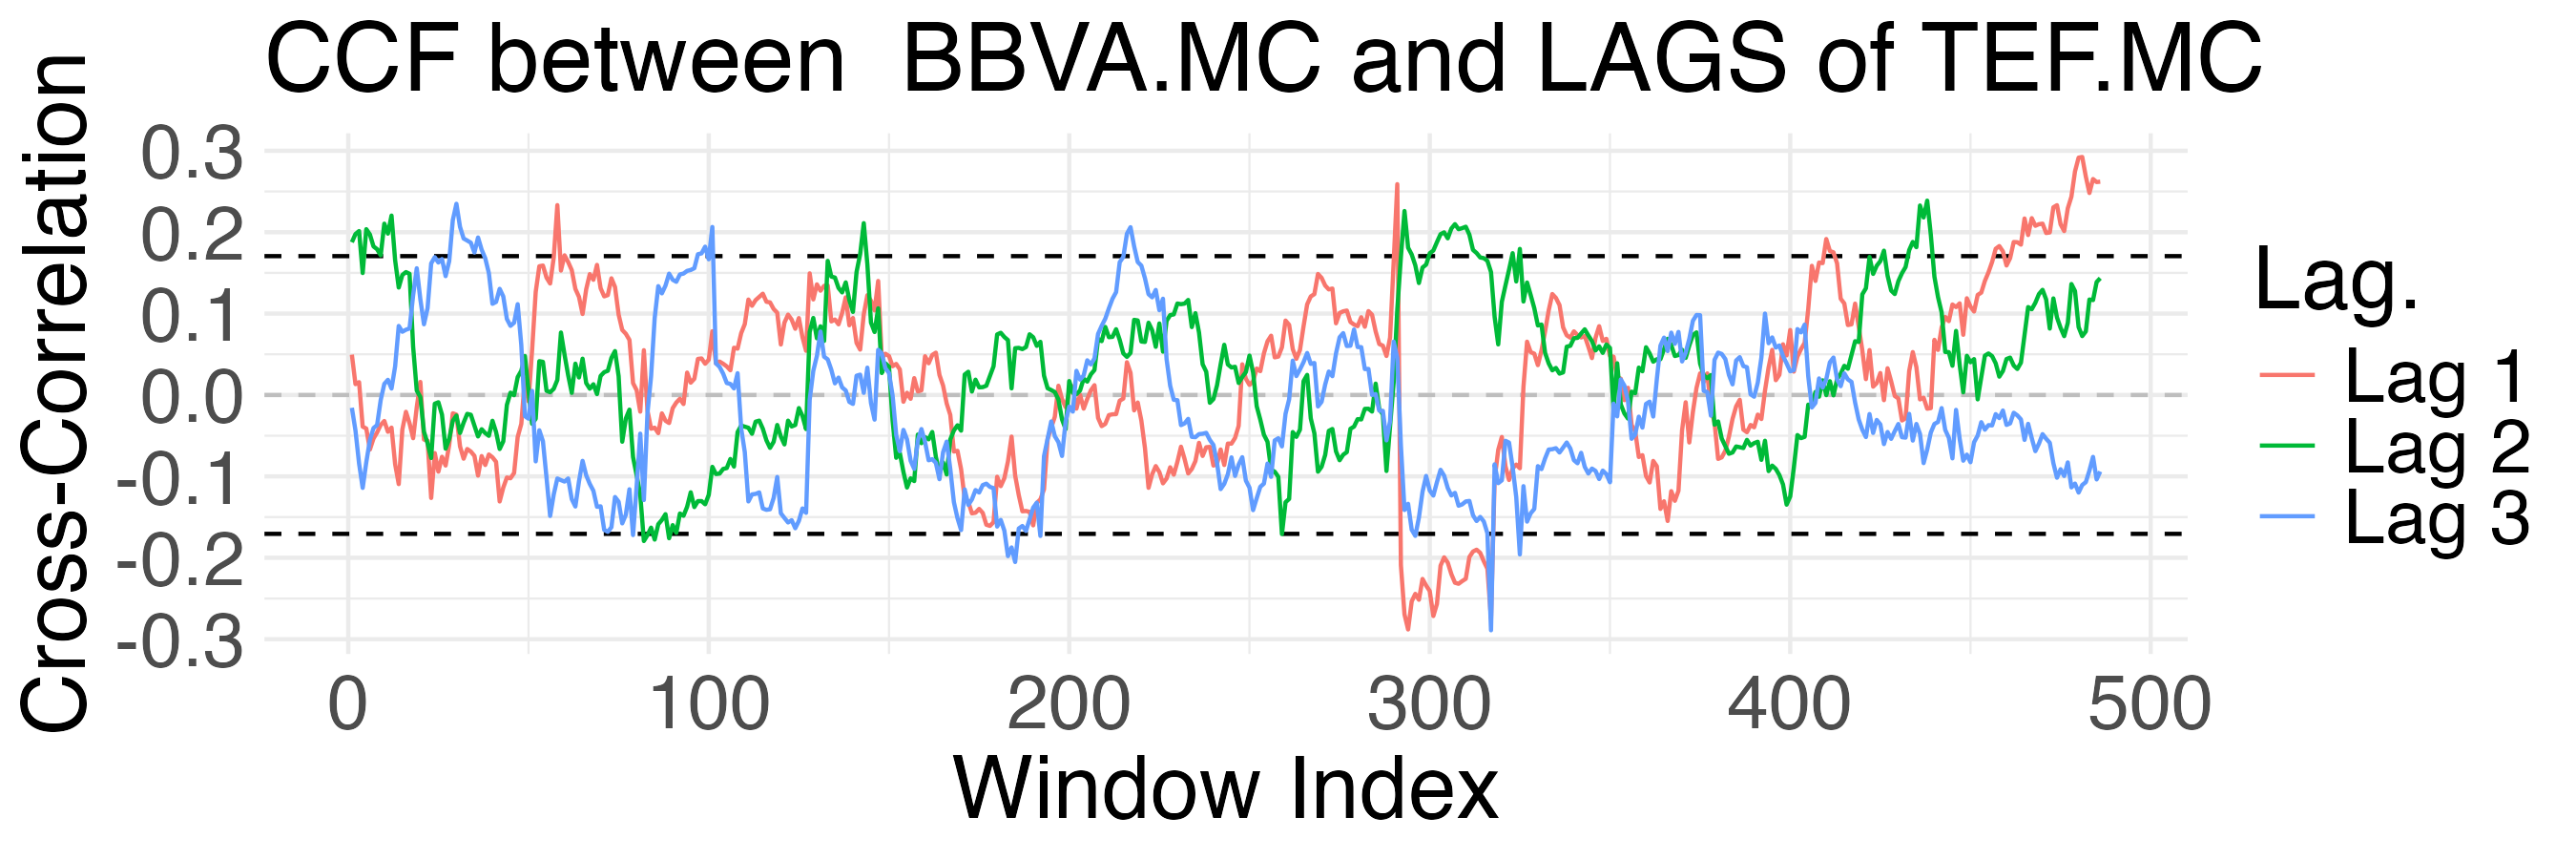 CCF between  BBVA.MC and LAGS of TEF.MC
Cross-Correlation
0.3
0.2
0.1
0.0
-0.1
-0.2
-0.3
0 100 200 300 400 500
Window Index
Lag.
Lag 1
Lag 2
Lag 3